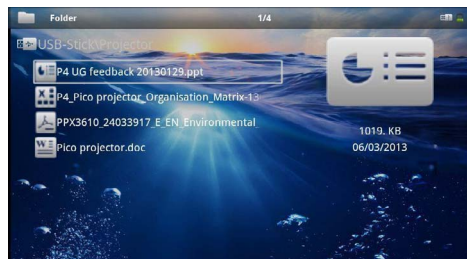 Folder 1/4
USB-Stick\Projector
P4 UG feedback 20130129.ppt
P4_Pico projector_Organisation_Matrix-13
PPX3610_24033917_E_EN_Environmental_
Pico projector.doc
1019. KB
06/03/2013